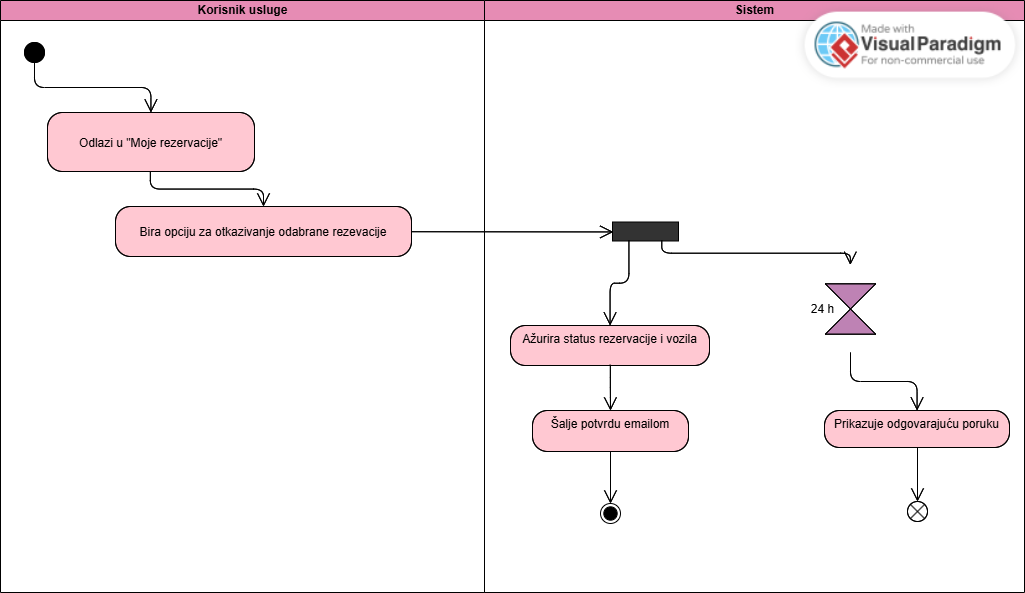 Korisnik usluge
Sistem
Made with
Visual Paradigm
For non-commercial use
Odlazi u "Moje rezervacije"
Bira opciju za otkazivanje odabrane rezevacije
24 h
Ažurira status rezervacije i vozila
Šalje potvrdu emailom
Prikazuje odgovarajuću poruku